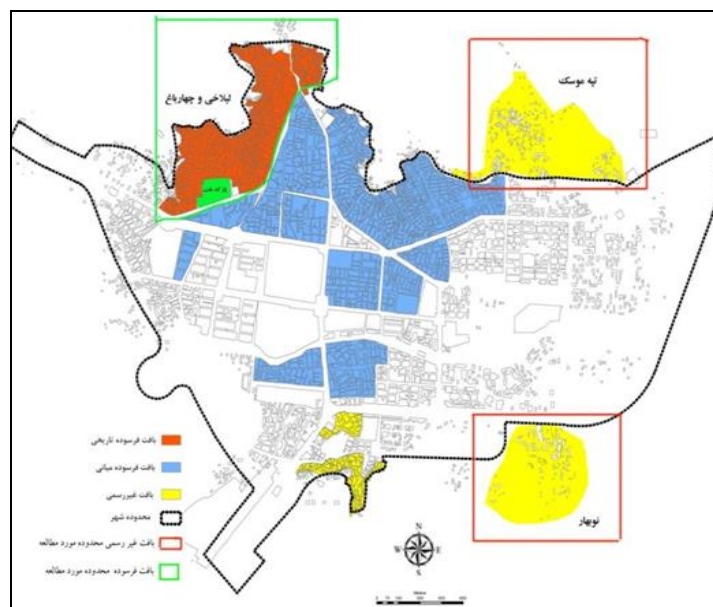 لبلاخی و چهارباغ
تپه موسک
بافت فرسوده تاریخی
بافت فرسوده میانی
بافت غیررسمی
محدوده شهر
بافت غیر رسمی محدوده مورد مطالعه
بافت فرسوده محدوده مورد مطالعه
نوبهار
N
W
E
S